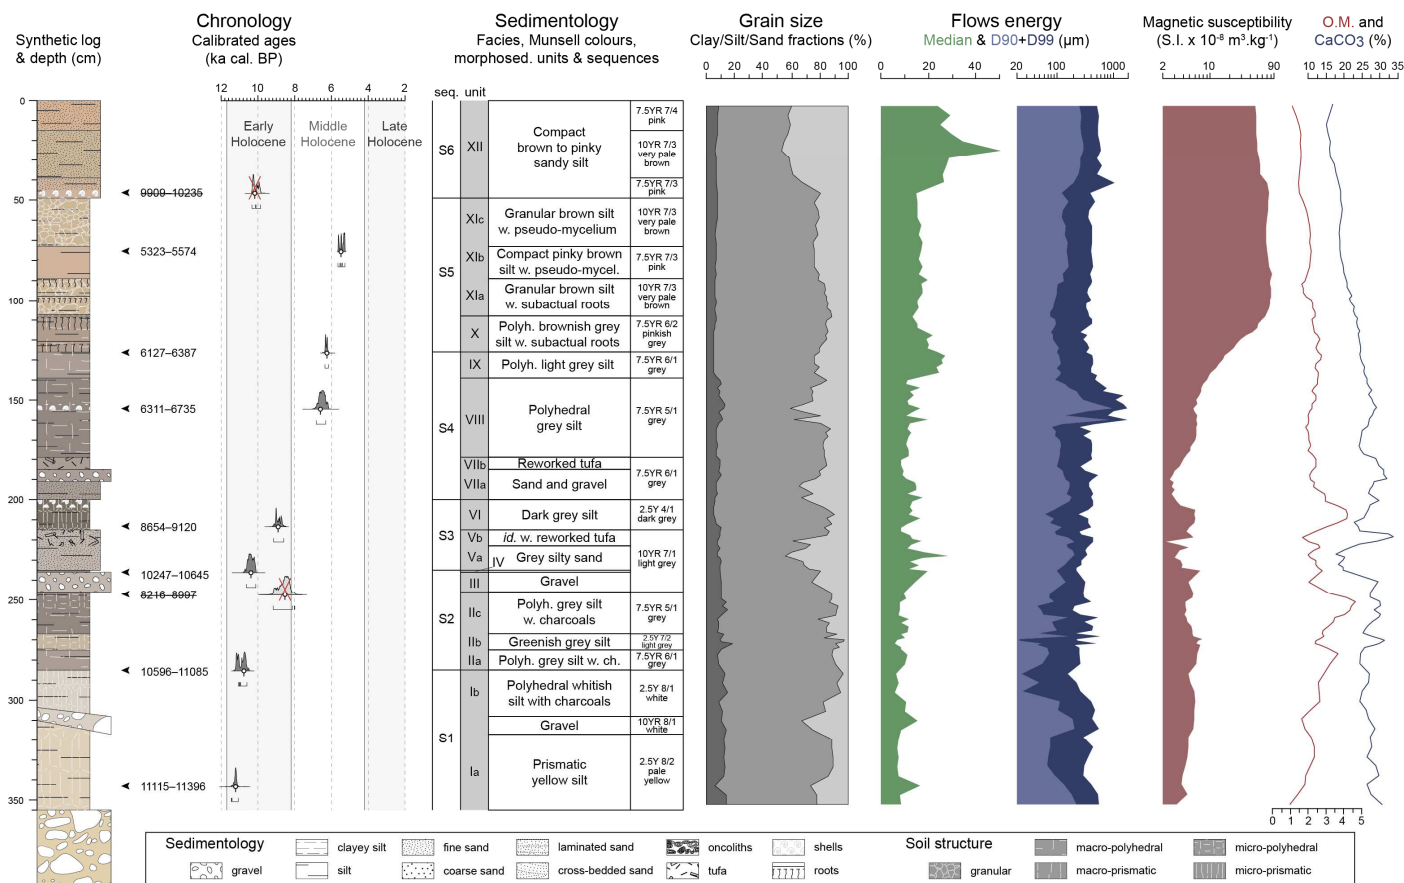 Synthetic log
& depth (cm)
Chronology
Calibrated ages
(ka cal. BP)
Sedimentology
Facies, Munsell colours,
morphosed. units & sequences
Grain size
Clay/Silt/Sand fractions (%)
Flows energy
Median & D90+D99 (µm)
Magnetic susceptibility
(S.I. x 10⁻⁸ m³.kg⁻¹)
O.M. and
CaCO3 (%)
12 10 8 6 4 2
seq. unit
0 20 40 60 80 100
0 20 40
20 100 1000
2 10 90
10 15 20 25 30 35
Early
Holocene
Middle
Holocene
Late
Holocene
0
50
100
150
200
250
300
350
9909–10235
5323–5574
6127–6387
6311–6735
8654–9120
10247–10645
8216–8997
10596–11085
11115–11396
S6
XII
Compact
brown to pinky
sandy silt
7.5YR 7/4
pink
10YR 7/3
very pale
brown
7.5YR 7/3
pink
S5
XIc
Granular brown silt
w. pseudo-mycelium
10YR 7/3
very pale
brown
XIb
Compact pinky brown
silt w. pseudo-mycel.
7.5YR 7/3
pink
XIa
Granular brown silt
w. subactual roots
10YR 7/3
very pale
brown
X
Polyh. brownish grey
silt w. subactual roots
7.5YR 6/2
pinkish
grey
S4
IX
Polyh. light grey silt
7.5YR 6/1
grey
VIII
Polyhedral
grey silt
7.5YR 5/1
grey
VIIb
Reworked tufa
VIIa
Sand and gravel
7.5YR 6/1
grey
S3
VI
Dark grey silt
2.5Y 4/1
dark grey
Vb
id. w. reworked tufa
Va
Grey silty sand
10YR 7/1
light grey
IV
S2
III
Gravel
IIc
Polyh. grey silt
w. charcoals
7.5YR 5/1
grey
IIb
Greenish grey silt
2.5Y 7/2
light grey
IIa
Polyh. grey silt w. ch.
7.5YR 6/1
grey
S1
Ib
Polyhedral whitish
silt with charcoals
2.5Y 8/1
white
Gravel
10YR 8/1
white
Ia
Prismatic
yellow silt
2.5Y 8/2
pale
yellow
0 1 2 3 4 5
Sedimentology
gravel
clayey silt
silt
fine sand
coarse sand
laminated sand
cross-bedded sand
oncoliths
tufa
shells
roots
Soil structure
granular
macro-polyhedral
macro-prismatic
micro-polyhedral
micro-prismatic